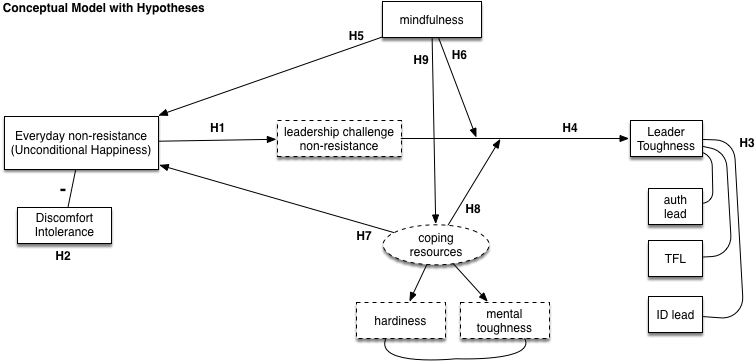 Conceptual Model with Hypotheses
mindfulness
H5
H9
H6
Everyday non-resistance
(Unconditional Happiness)
H1
leadership challenge
non-resistance
H4
Leader
Toughness
H3
-
Discomfort
Intolerance
H2
auth
lead
H7
H8
coping
resources
TFL
hardiness
mental
toughness
ID lead